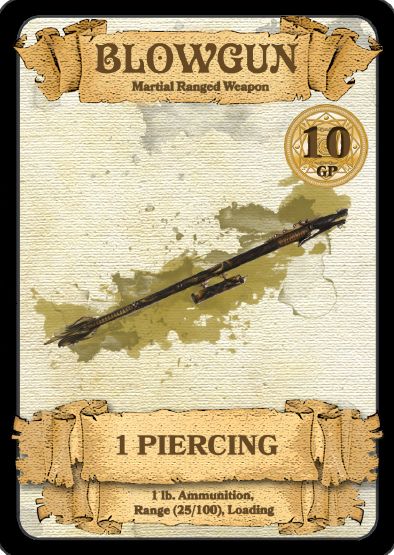 BLOWGUN
Martial Ranged Weapon
10
GP
1 PIERCING
1 lb. Ammunition,
Range (25/100), Loading